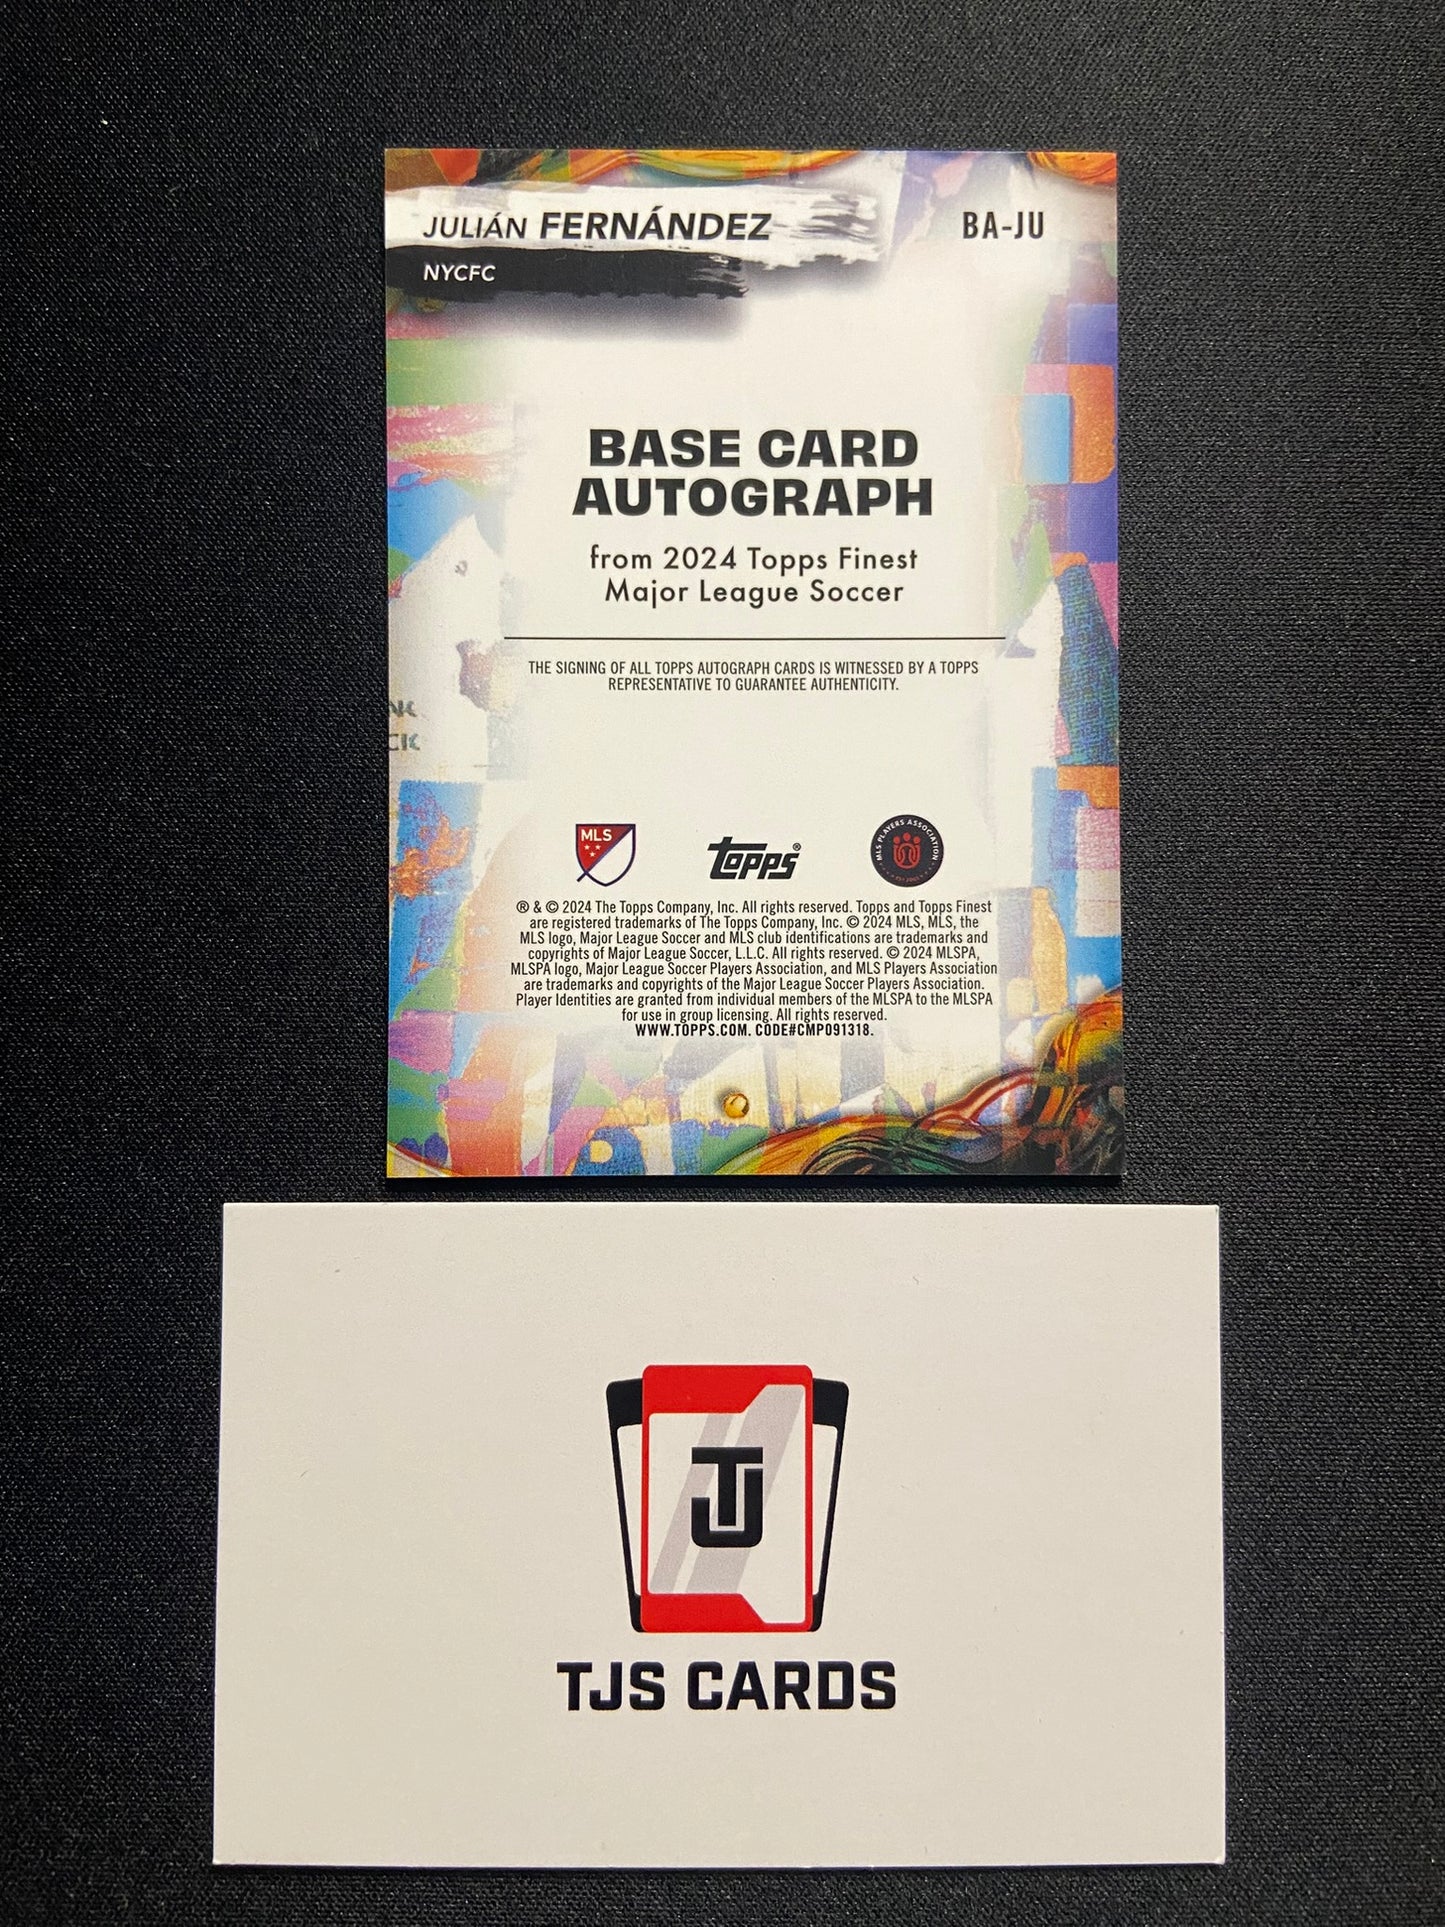 JULIÁN FERNÁNDEZ
BA-JU
NYCFC
BASE CARD
AUTOGRAPH
from 2024 Topps Finest
Major League Soccer
THE SIGNING OF ALL TOPPS AUTOGRAPH CARDS IS WITNESSED BY A TOPPS
REPRESENTATIVE TO GUARANTEE AUTHENTICITY.
MLS
topps®
MLS PLAYERS ASSOCIATION
® & © 2024 The Topps Company, Inc. All rights reserved. Topps and Topps Finest
are registered trademarks of The Topps Company, Inc. © 2024 MLS, MLS, the
MLS logo, Major League Soccer and MLS club identifications are trademarks and
copyrights of Major League Soccer, L.L.C. All rights reserved. © 2024 MLSPA,
MLSPA logo, Major League Soccer Players Association, and MLS Players Association
are trademarks and copyrights of the Major League Soccer Players Association.
Player Identities are granted from individual members of the MLSPA to the MLSPA
for use in group licensing. All rights reserved.
WWW.TOPPS.COM. CODE#CMP091318.
TJ
TJS CARDS